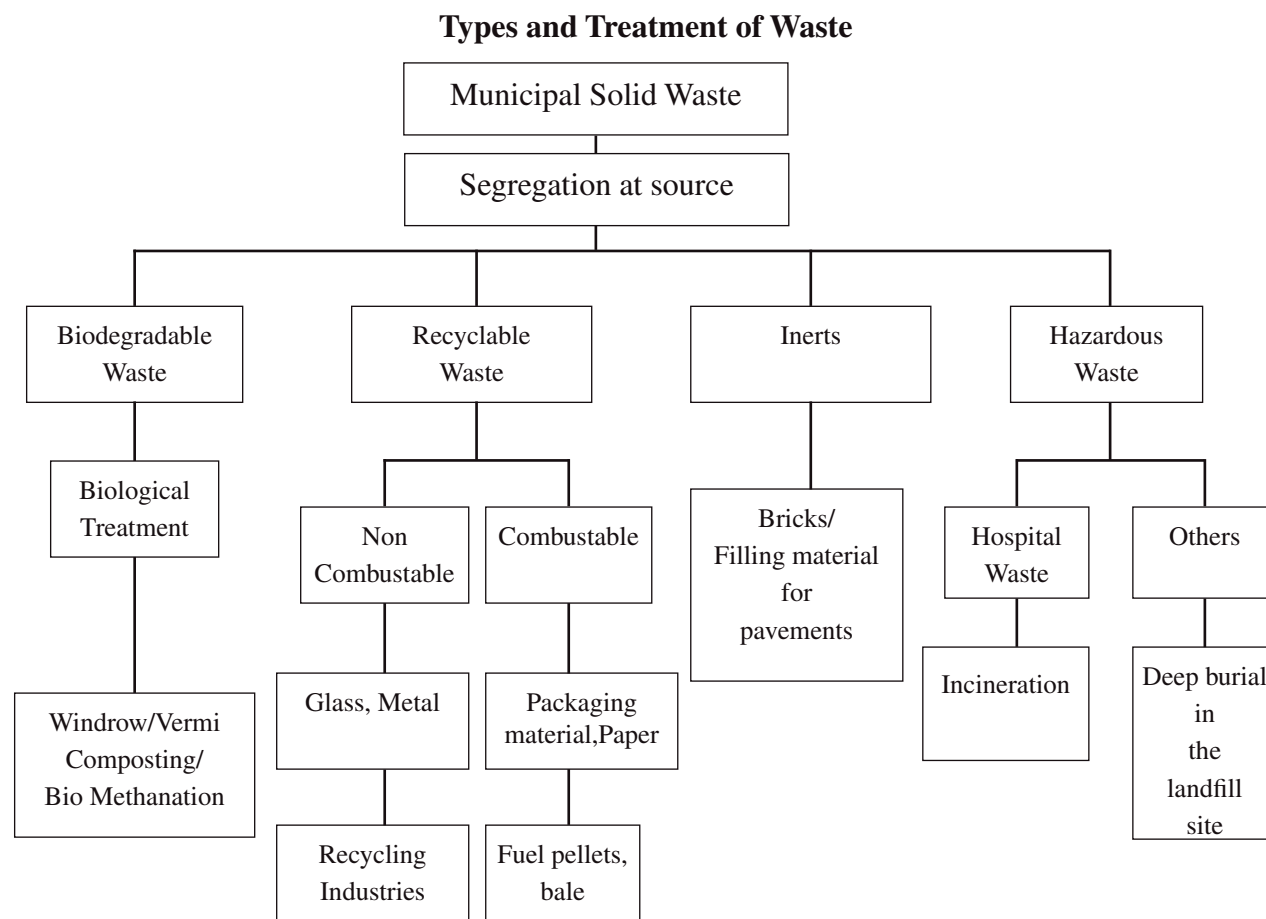 Types and Treatment of Waste
Municipal Solid Waste
Segregation at source
Biodegradable
Waste
Recyclable
Waste
Inerts
Hazardous
Waste
Biological
Treatment
Non
Combustable
Combustable
Bricks/
Filling material
for
pavements
Hospital
Waste
Others
Windrow/Vermi
Composting/
Bio Methanation
Glass, Metal
Packaging
material,Paper
Incineration
Deep burial
in
the
landfill
site
Recycling
Industries
Fuel pellets,
bale